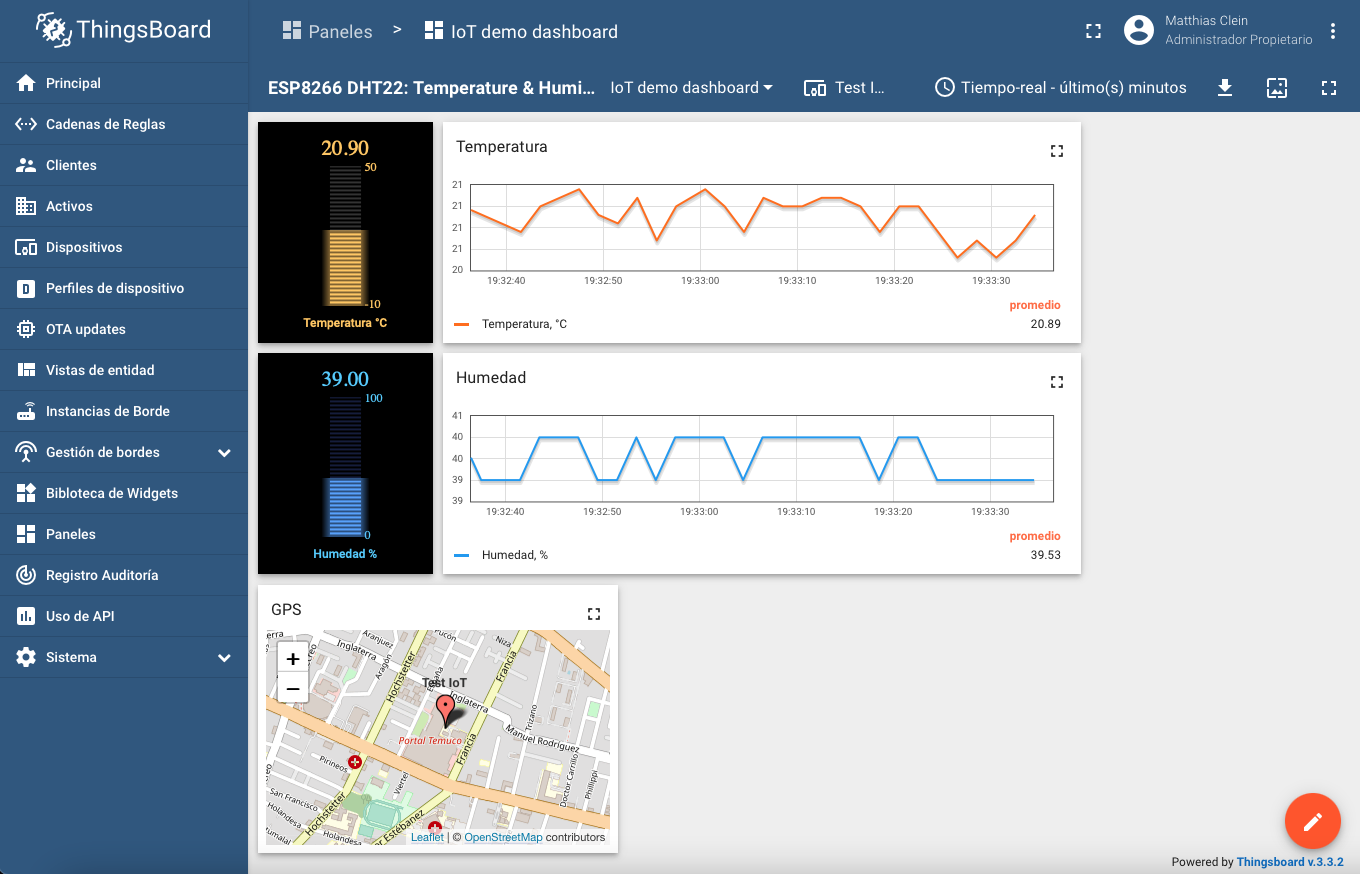 ThingsBoard
Paneles > IoT demo dashboard
Matthias Clein
Administrador Propietario
ESP8266 DHT22: Temperature & Humi... IoT demo dashboard Test I... Tiempo-real - último(s) minutos
Principal
Cadenas de Reglas
Clientes
Activos
Dispositivos
Perfiles de dispositivo
OTA updates
Vistas de entidad
Instancias de Borde
Gestión de bordes
Bibloteca de Widgets
Paneles
Registro Auditoría
Uso de API
Sistema
20.90
50
-10
Temperatura °C
Temperatura
21
21
21
21
20
19:32:40 19:32:50 19:33:00 19:33:10 19:33:20 19:33:30
promedio
Temperatura, °C 20.89
39.00
100
0
Humedad %
Humedad
41
40
40
39
39
19:32:40 19:32:50 19:33:00 19:33:10 19:33:20 19:33:30
promedio
Humedad, % 39.53
GPS
+
−
Test IoT
Aranjuez
Pucón
Niza
Inglaterra
Aragón
Hochstetter
España
Francia
Inglaterra
Trizano
Manuel Rodríguez
Portal Temuco
Francia
Pirineos
Viertel
Doctor Carrillo
Philippi
San Francisco
Hochstetter
Holandesa
Holandesa
Estébanez
Leaflet | © OpenStreetMap contributors
Powered by Thingsboard v.3.3.2